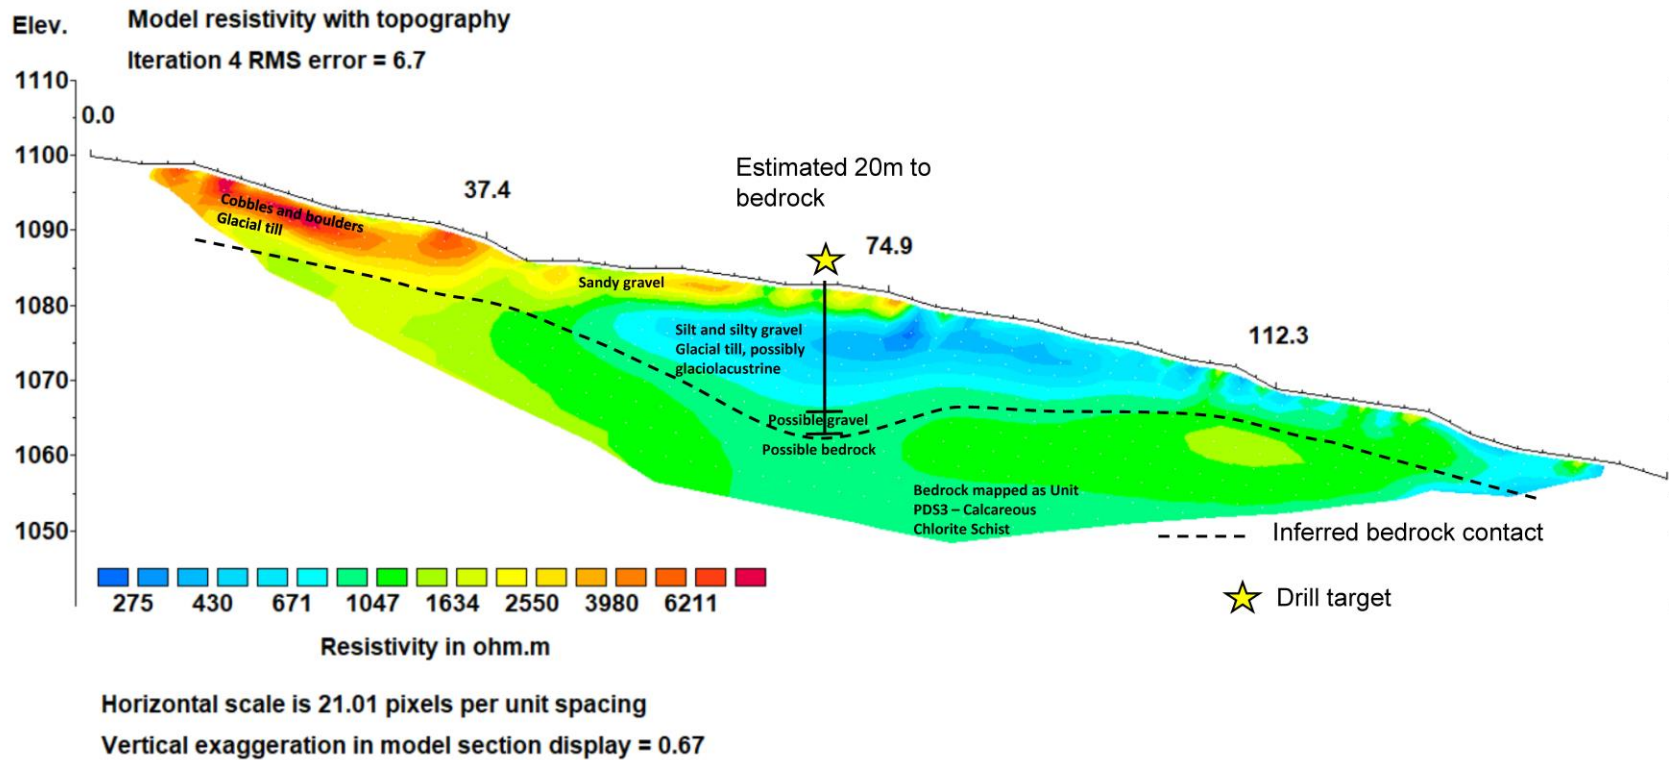 Elev.
Model resistivity with topography
Iteration 4 RMS error = 6.7
1110
0.0
1100
Estimated 20m to
bedrock
37.4
Cobbles and boulders
Glacial till
1090
74.9
Sandy gravel
1080
Silt and silty gravel
Glacial till, possibly
glaciolacustrine
112.3
1070
Possible gravel
Possible bedrock
1060
Bedrock mapped as Unit
PDS3 – Calcareous
Chlorite Schist
1050
Inferred bedrock contact
Drill target
275 430 671 1047 1634 2550 3980 6211
Resistivity in ohm.m
Horizontal scale is 21.01 pixels per unit spacing
Vertical exaggeration in model section display = 0.67